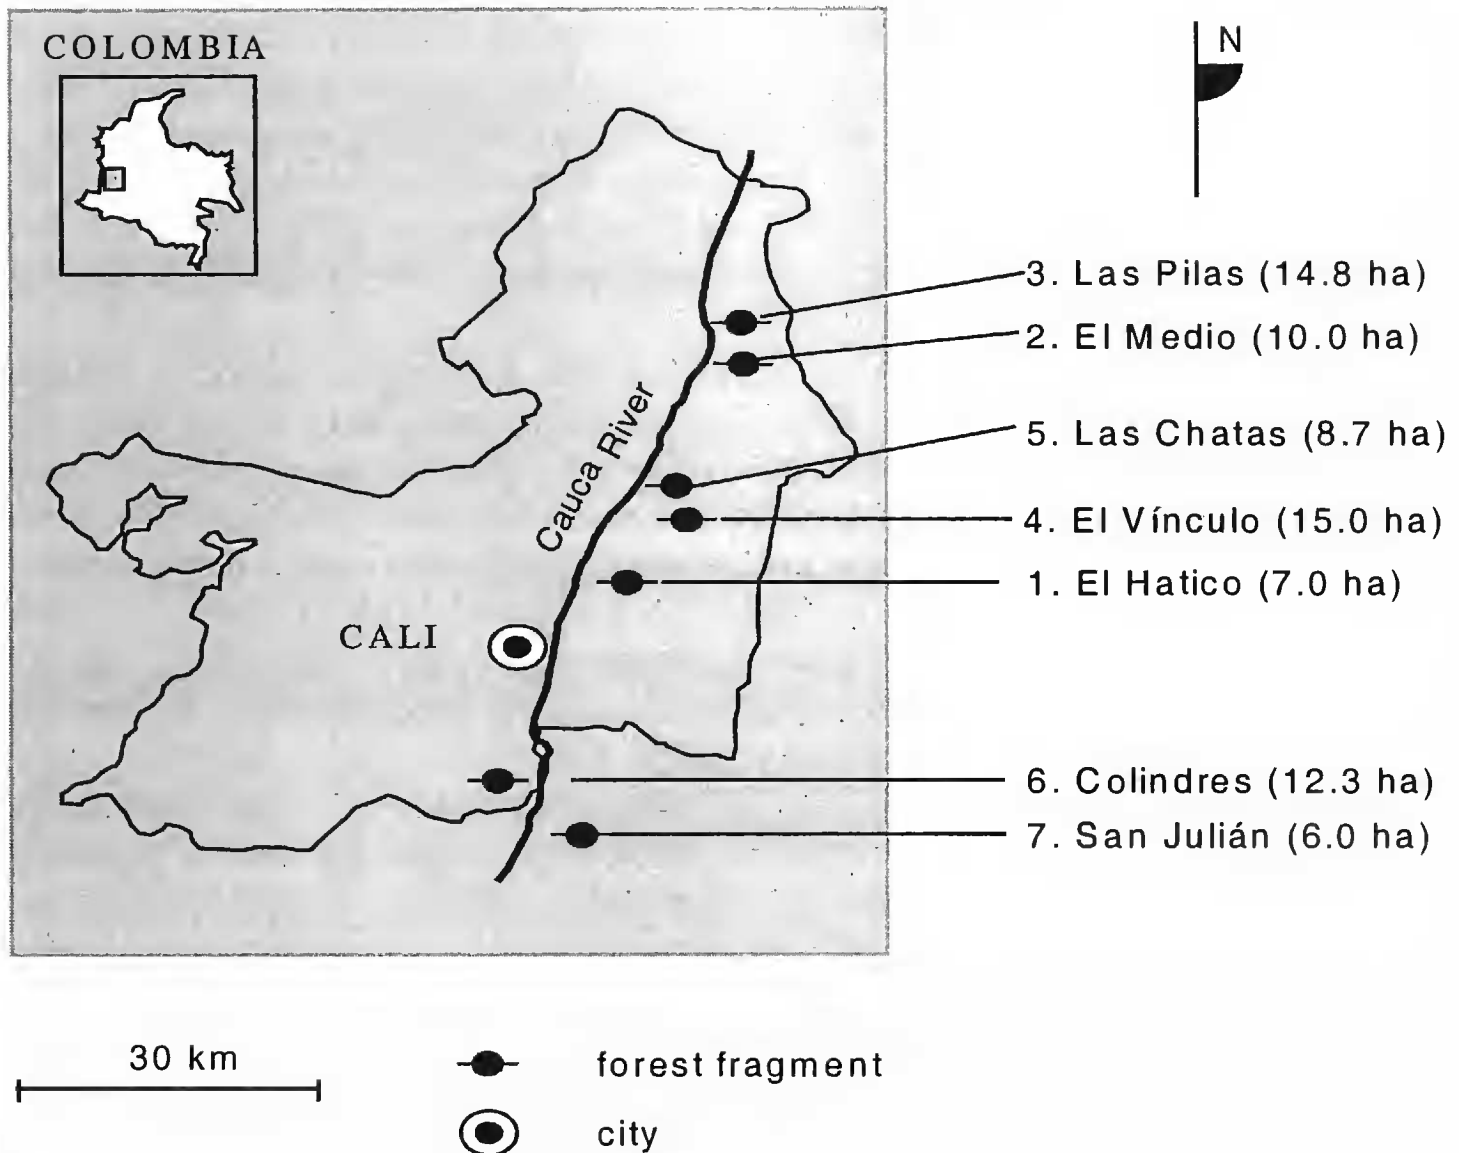 COLOMBIA
N
3. Las Pilas (14.8 ha)
2. El Medio (10.0 ha)
5. Las Chatas (8.7 ha)
4. El Vínculo (15.0 ha)
1. El Hatico (7.0 ha)
Cauca River
CALI
6. Colindres (12.3 ha)
7. San Julián (6.0 ha)
30 km
forest fragment
city